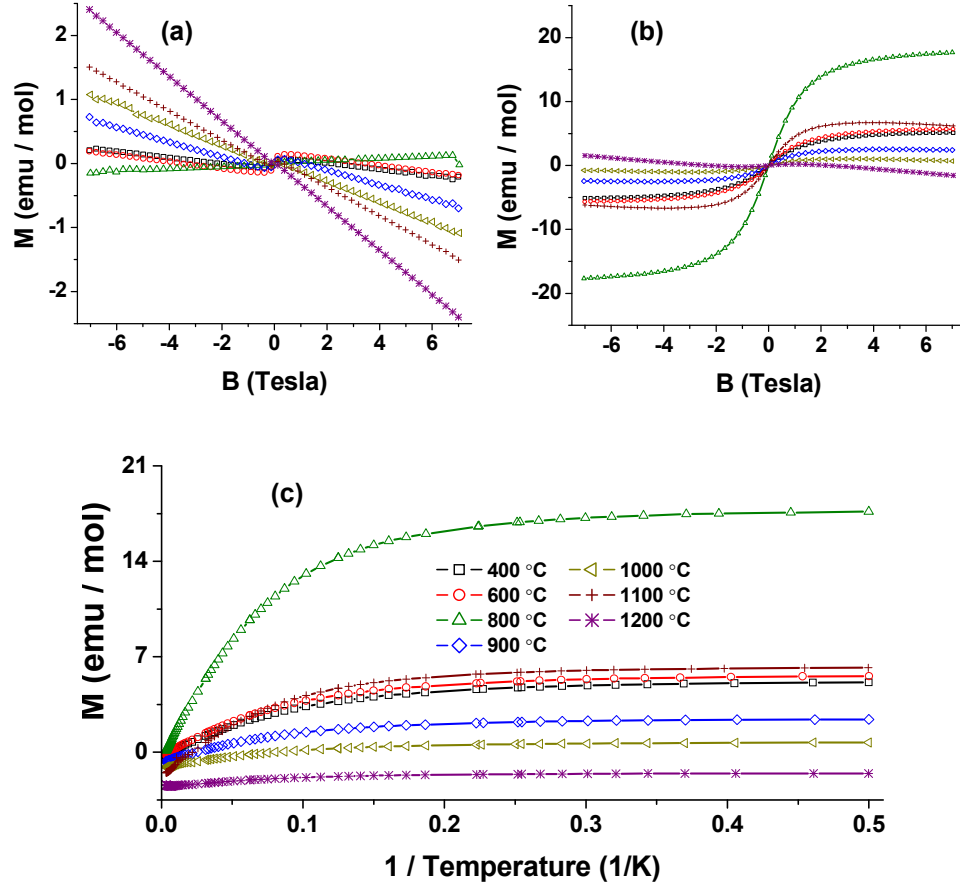 (a)
M (emu / mol)
2
1
0
-1
-2
-6 -4 -2 0 2 4 6
B (Tesla)
(b)
M (emu / mol)
20
10
0
-10
-20
-6 -4 -2 0 2 4 6
B (Tesla)
(c)
M (emu / mol)
21
14
7
0
400 °C
600 °C
800 °C
900 °C
1000 °C
1100 °C
1200 °C
0.0 0.1 0.2 0.3 0.4 0.5
1 / Temperature (1/K)